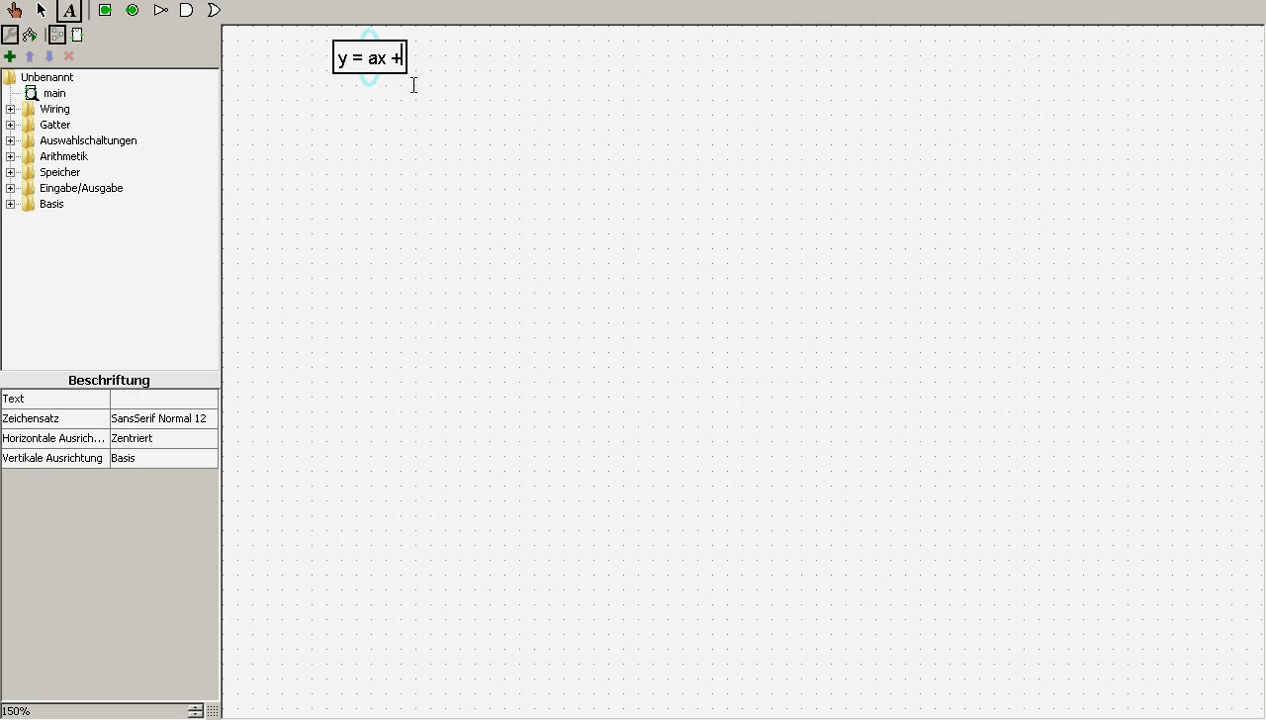 A
y = ax +
Unbenannt
main
Wiring
Gatter
Auswahlschaltungen
Arithmetik
Speicher
Eingabe/Ausgabe
Basis
Beschriftung
Text
Zeichensatz SansSerif Normal 12
Horizontale Ausrich... Zentriert
Vertikale Ausrichtung Basis
150%